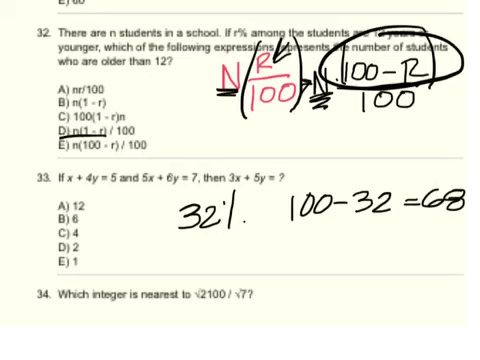 E) 60
32. There are n students in a school. If r% among the students are 12 years or
younger, which of the following expressions represents the number of students
who are older than 12?
A) nr/100
B) n(1 - r)
C) 100(1 - r)n
D) n(1 - r) / 100
E) n(100 - r) / 100
N(R/100) N 100-R/100
33. If x + 4y = 5 and 5x + 6y = 7, then 3x + 5y = ?
A) 12
B) 6
C) 4
D) 2
E) 1
32%. 100-32=68
34. Which integer is nearest to √2100 / √7?